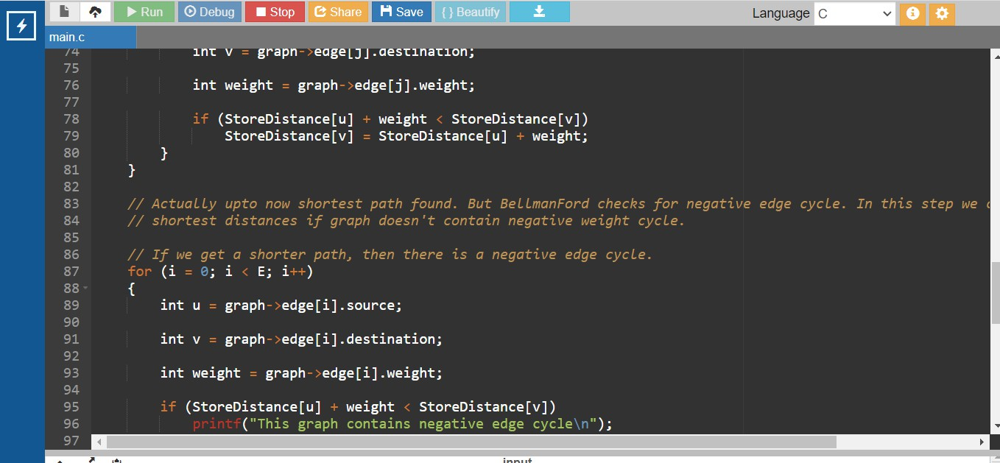 Run Debug Stop Share Save { } Beautify Language C
main.c
74 int v = graph->edge[j].destination;
75
76 int weight = graph->edge[j].weight;
77
78 if (StoreDistance[u] + weight < StoreDistance[v])
79 StoreDistance[v] = StoreDistance[u] + weight;
80 }
81 }
82
83 // Actually upto now shortest path found. But BellmanFord checks for negative edge cycle. In this step we
84 // shortest distances if graph doesn't contain negative weight cycle.
85
86 // If we get a shorter path, then there is a negative edge cycle.
87 for (i = 0; i < E; i++)
88 {
89 int u = graph->edge[i].source;
90
91 int v = graph->edge[i].destination;
92
93 int weight = graph->edge[i].weight;
94
95 if (StoreDistance[u] + weight < StoreDistance[v])
96 printf("This graph contains negative edge cycle\n");
97
input